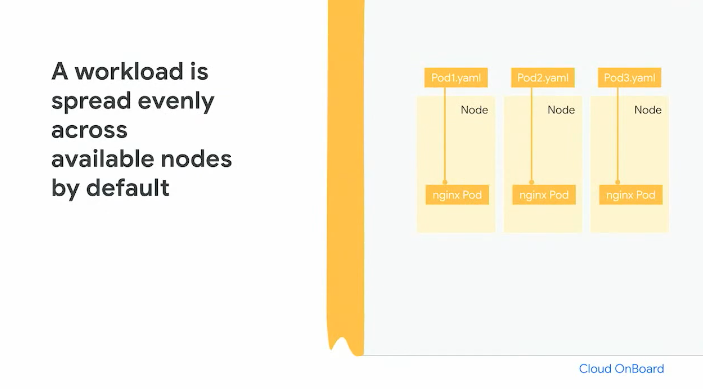 A workload is
spread evenly
across
available nodes
by default
Pod1.yaml Pod2.yaml Pod3.yaml
Node Node Node
nginx Pod nginx Pod nginx Pod
Cloud OnBoard